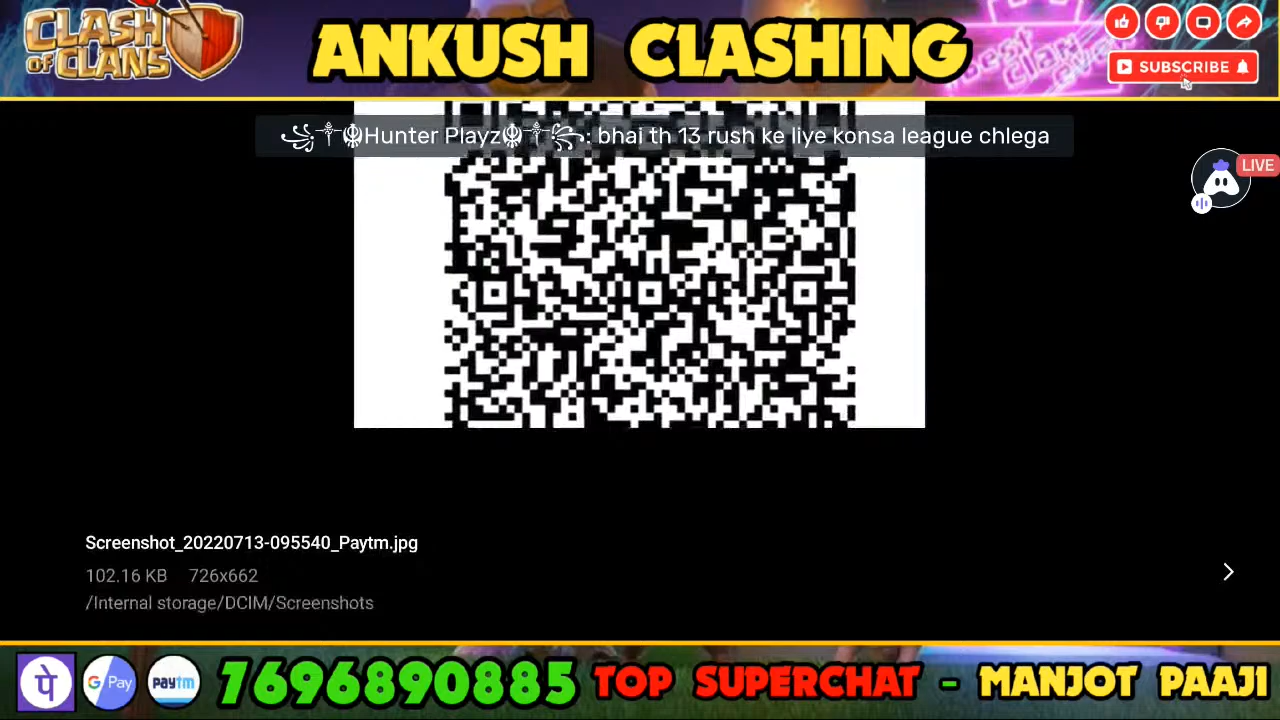 CLASH
OF CLANS
ANKUSH CLASHING
SUBSCRIBE
꧁༒☬Hunter Playz☬༒꧂: bhai th 13 rush ke liye konsa league chlega
LIVE
Screenshot_20220713-095540_Paytm.jpg
102.16 KB 726x662
/Internal storage/DCIM/Screenshots
पे G Pay paytm 7696890885 TOP SUPERCHAT - MANJOT PAAJI